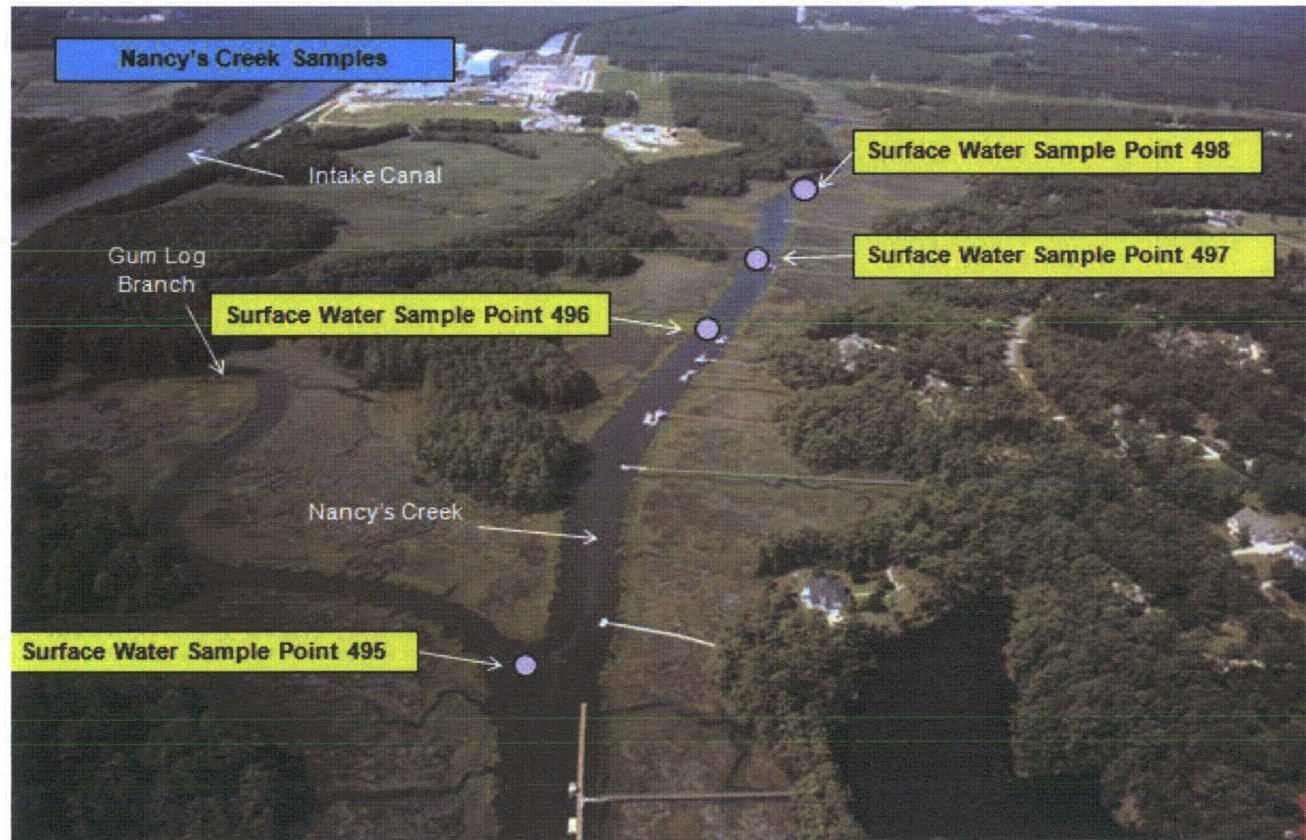 Nancy's Creek Samples
Surface Water Sample Point 498
Intake Canal
Surface Water Sample Point 497
Gum Log
Branch
Surface Water Sample Point 496
Nancy's Creek
Surface Water Sample Point 495